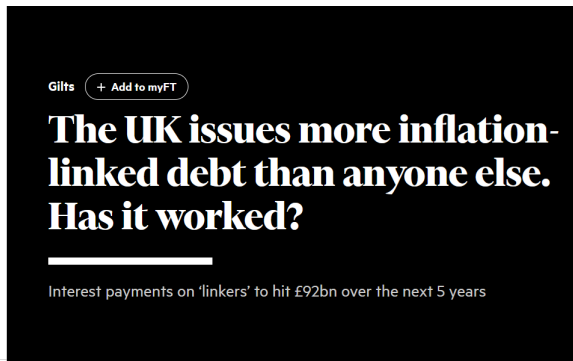 Gilts + Add to myFT
The UK issues more inflation-
linked debt than anyone else.
Has it worked?
Interest payments on ‘linkers’ to hit £92bn over the next 5 years